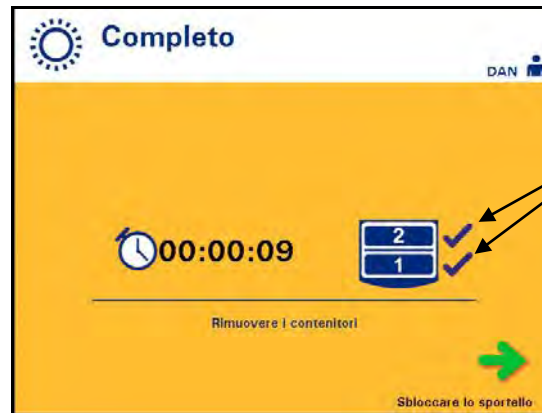 Completo
DAN
00:00:09
2
1
Rimuovere i contenitori
Sbloccare lo sportello